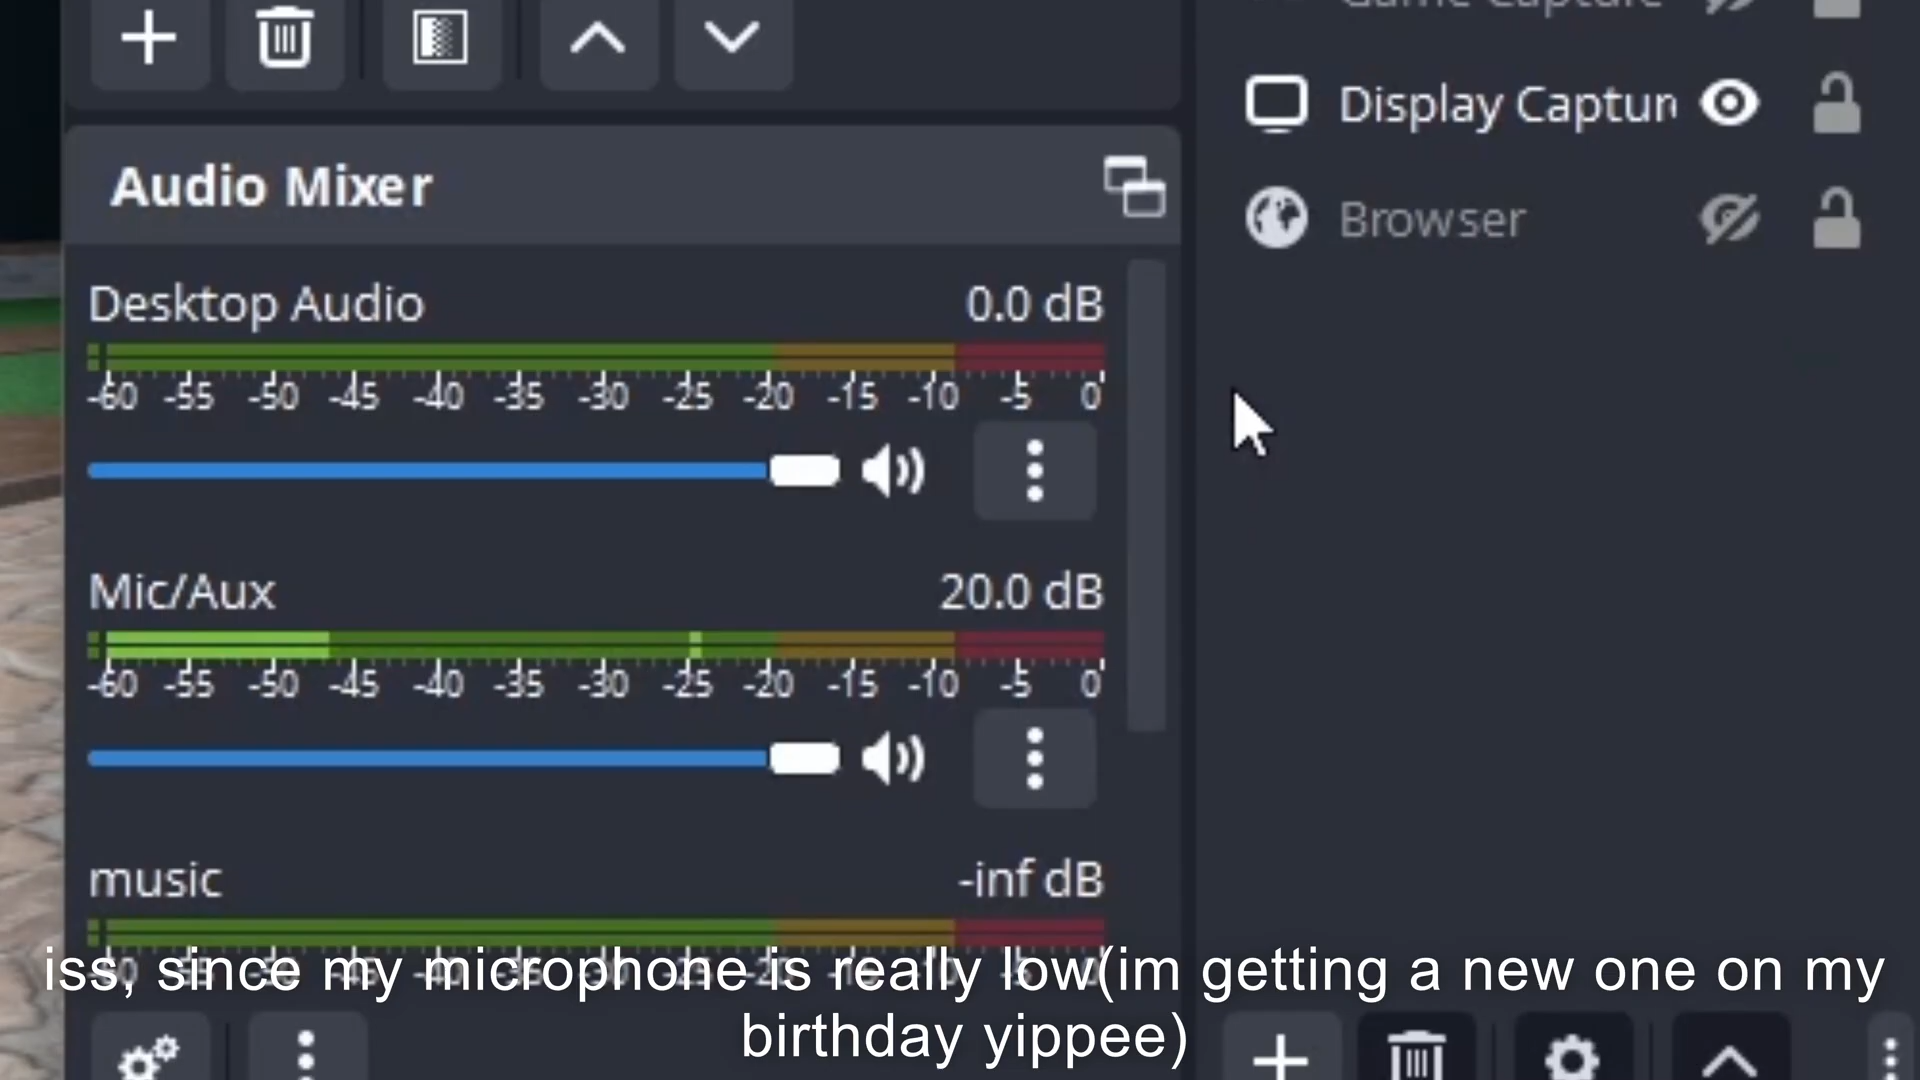 Game Capture
Display Captur
Browser
Audio Mixer
Desktop Audio 0.0 dB
-60 -55 -50 -45 -40 -35 -30 -25 -20 -15 -10 -5 0
Mic/Aux 20.0 dB
-60 -55 -50 -45 -40 -35 -30 -25 -20 -15 -10 -5 0
music -inf dB
iss, since my microphone is really low(im getting a new one on my
birthday yippee)